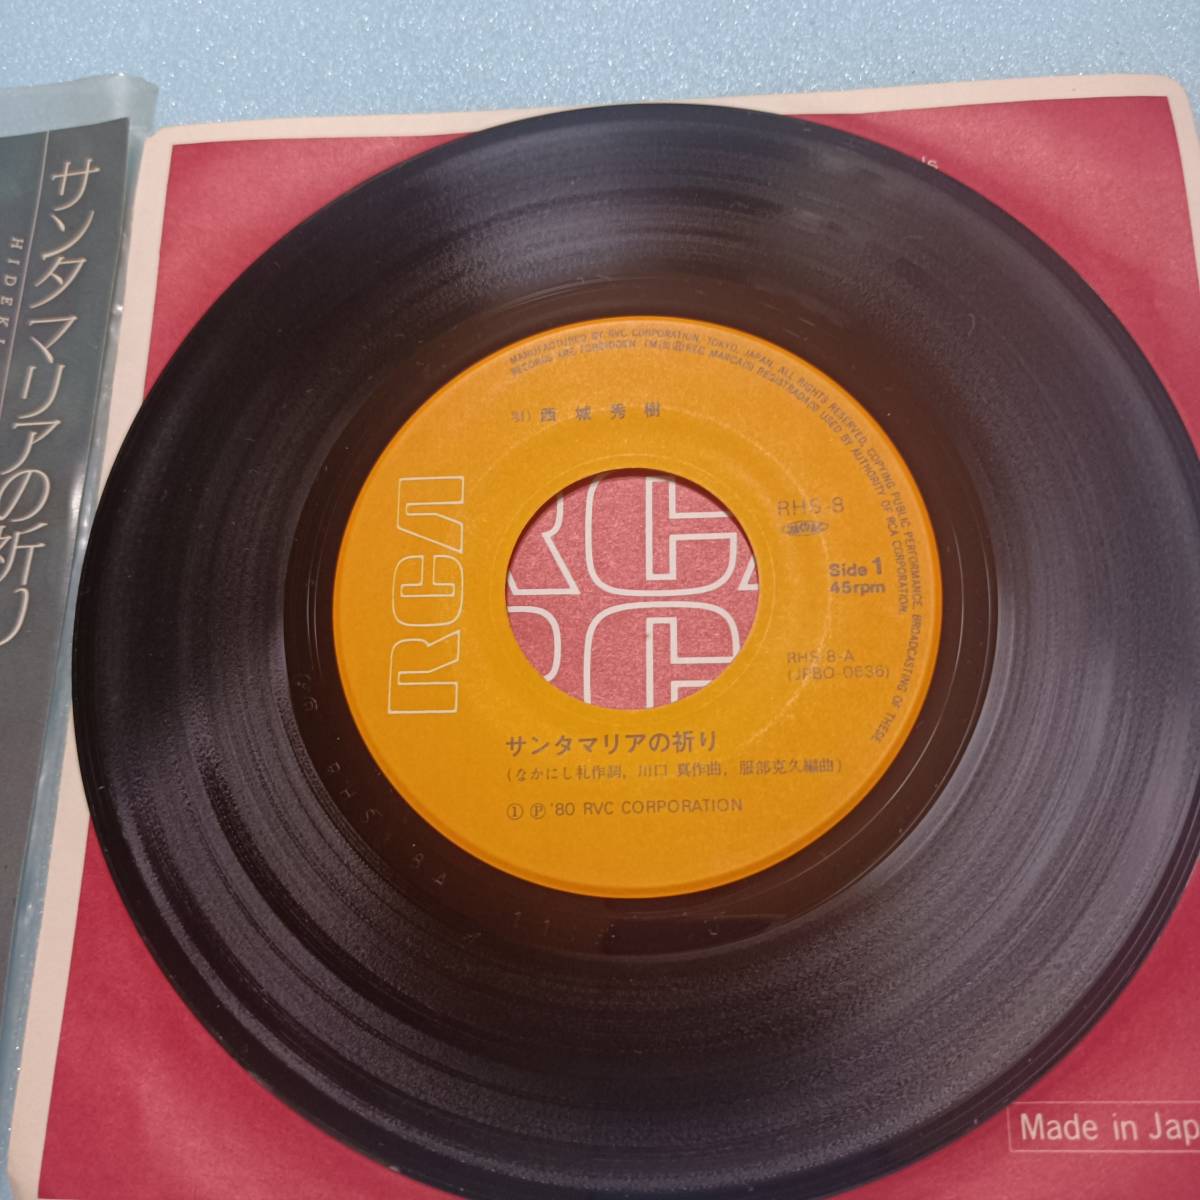 サンタマリアの祈り
HIDEKI
's
MANUFACTURED BY RVC CORPORATION, TOKYO, JAPAN. ALL RIGHTS RESERVED, COPYING PUBLIC PERFORMANCE, BROADCASTING OF THESE
RECORDS ARE FORBIDDEN. TM(S) ® REG MARCA(S) REGISTRADA(S) USED BY AUTHORITY OF RCA CORPORATION.
西城秀樹
RCA
RHS-8
Side 1
45rpm
RHS-8-A
(JPBO-0636)
サンタマリアの祈り
(なかにし礼作詞, 川口 真作曲, 服部克久編曲)
① Ⓟ '80 RVC CORPORATION
RCA
RC
Made in Jap